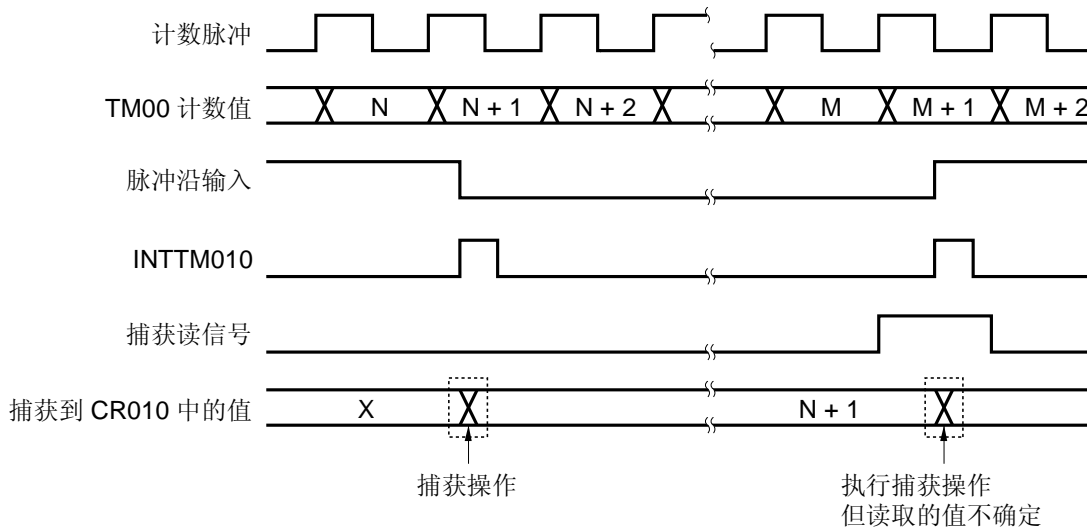 计数脉冲
TM00 计数值
N
N + 1
N + 2
M
M + 1
M + 2
脉冲沿输入
INTTM010
捕获读信号
捕获到 CR010 中的值
X
N + 1
捕获操作
执行捕获操作
但读取的值不确定